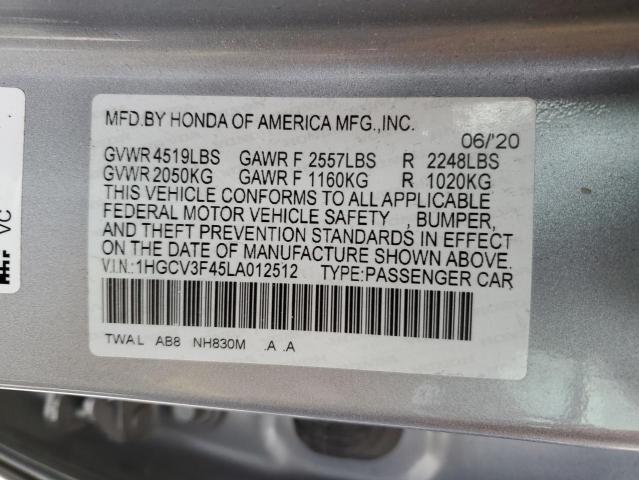 MFD.BY HONDA OF AMERICA MFG.,INC.
06/'20
GVWR 4519LBS GAWR F 2557LBS R 2248LBS
GVWR 2050KG GAWR F 1160KG R 1020KG
THIS VEHICLE CONFORMS TO ALL APPLICABLE
FEDERAL MOTOR VEHICLE SAFETY , BUMPER,
AND THEFT PREVENTION STANDARDS IN EFFECT
ON THE DATE OF MANUFACTURE SHOWN ABOVE.
V.I.N.:1HGCV3F45LA012512 TYPE:PASSENGER CAR
TWAL AB8 NH830M .A .A
VC